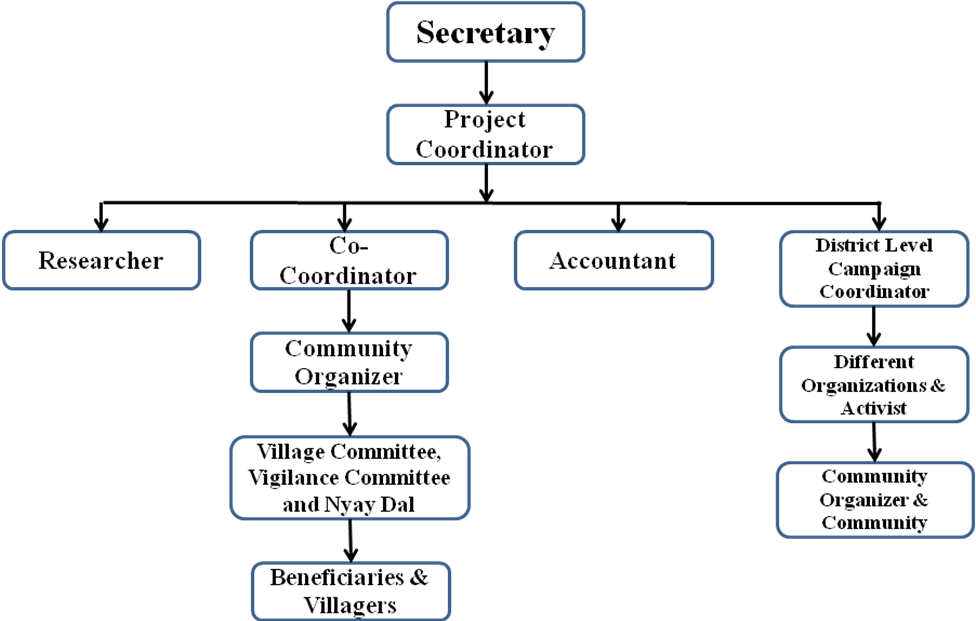 Secretary
Project
Coordinator
Researcher
Co-
Coordinator
Accountant
District Level
Campaign
Coordinator
Community
Organizer
Different
Organizations &
Activist
Village Committee,
Vigilance Committee
and Nyay Dal
Community
Organizer &
Community
Beneficiaries &
Villagers